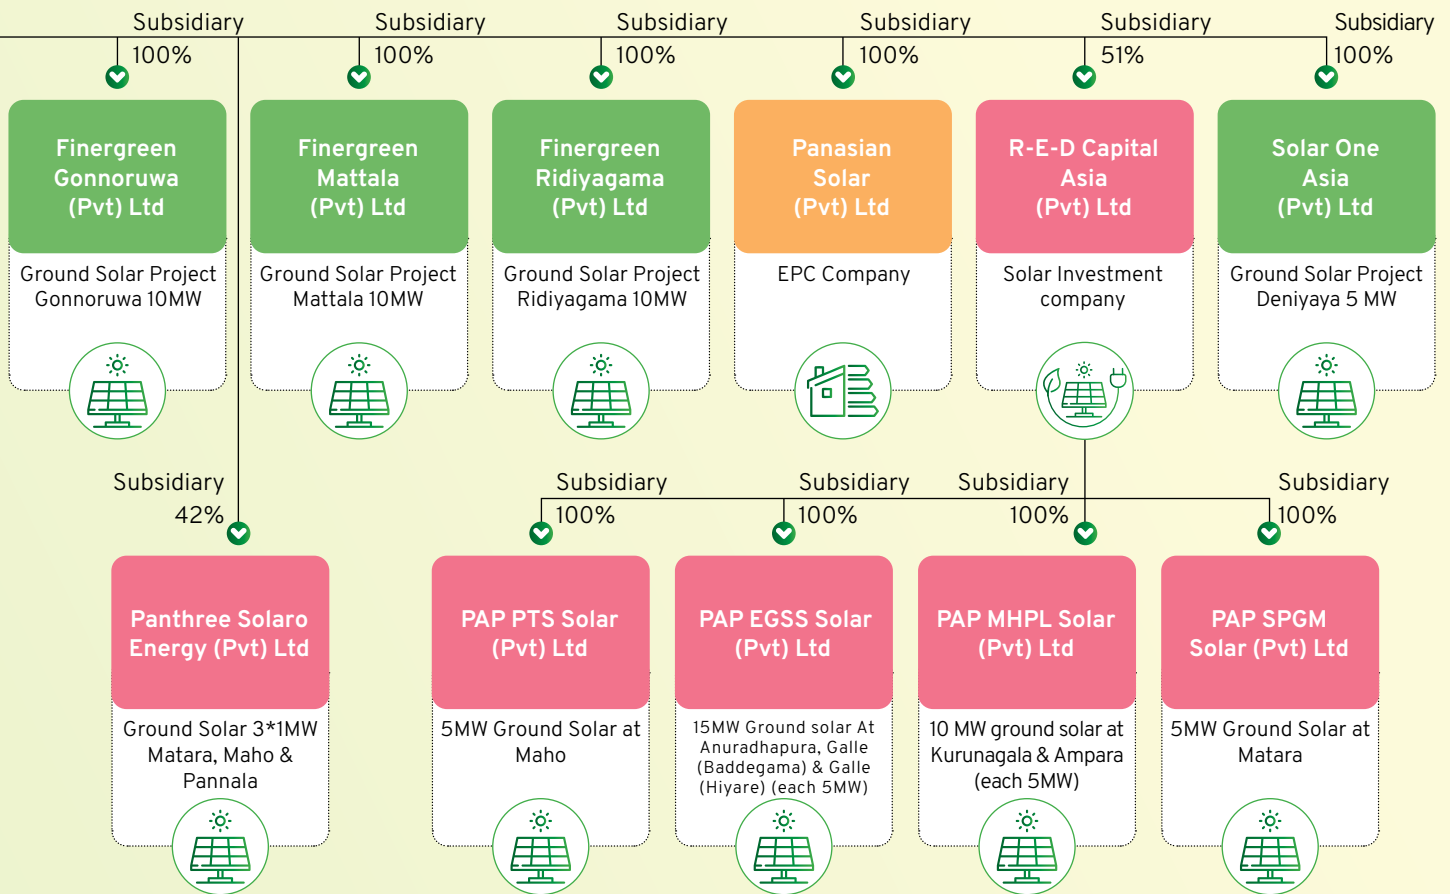 Subsidiary
100%
Subsidiary
100%
Subsidiary
100%
Subsidiary
100%
Subsidiary
51%
Subsidiary
100%
Finergreen
Gonnoruwa
(Pvt) Ltd
Ground Solar Project
Gonnoruwa 10MW
Finergreen
Mattala
(Pvt) Ltd
Ground Solar Project
Mattala 10MW
Finergreen
Ridiyagama
(Pvt) Ltd
Ground Solar Project
Ridiyagama 10MW
Panasian
Solar
(Pvt) Ltd
EPC Company
R-E-D Capital
Asia
(Pvt) Ltd
Solar Investment
company
Solar One
Asia
(Pvt) Ltd
Ground Solar Project
Deniyaya 5 MW
Subsidiary
42%
Subsidiary
100%
Subsidiary
100%
Subsidiary
100%
Subsidiary
100%
Panthree Solaro
Energy (Pvt) Ltd
Ground Solar 3*1MW
Matara, Maho &
Pannala
PAP PTS Solar
(Pvt) Ltd
5MW Ground Solar at
Maho
PAP EGSS Solar
(Pvt) Ltd
15MW Ground solar At
Anuradhapura, Galle
(Baddegama) & Galle
(Hiyare) (each 5MW)
PAP MHPL Solar
(Pvt) Ltd
10 MW ground solar at
Kurunagala & Ampara
(each 5MW)
PAP SPGM
Solar (Pvt) Ltd
5MW Ground Solar at
Matara